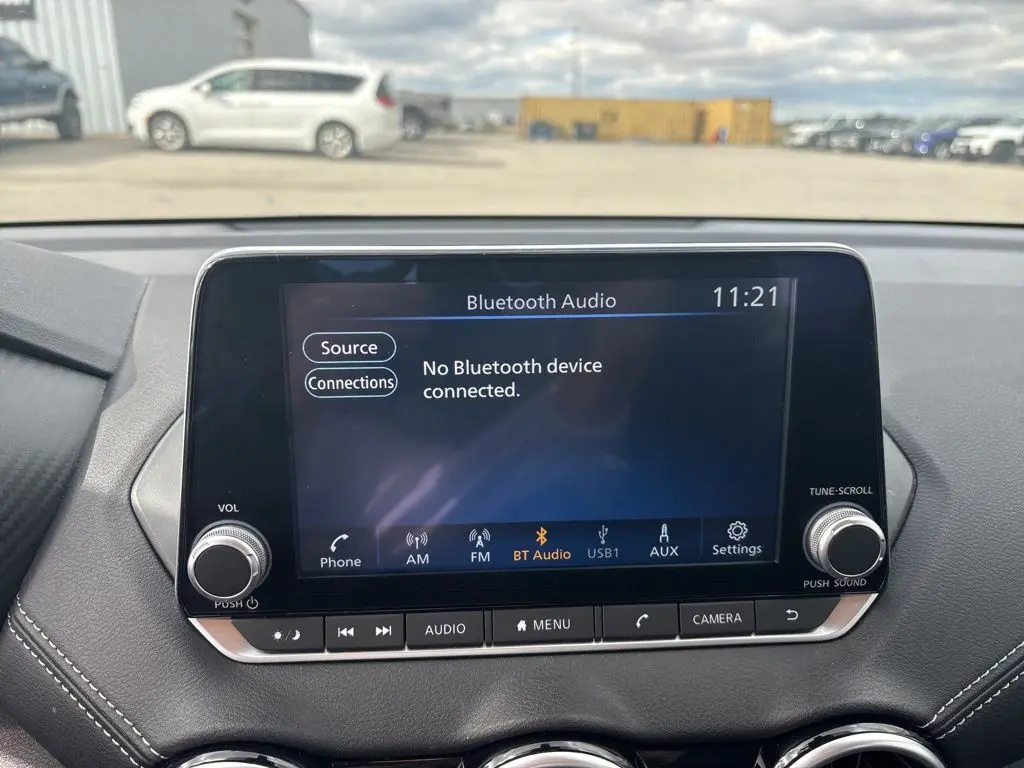 Bluetooth Audio 11:21
Source
Connections
No Bluetooth device
connected.
VOL
TUNE·SCROLL
Phone AM FM BT Audio USB1 AUX Settings
PUSH
PUSH SOUND
AUDIO MENU CAMERA